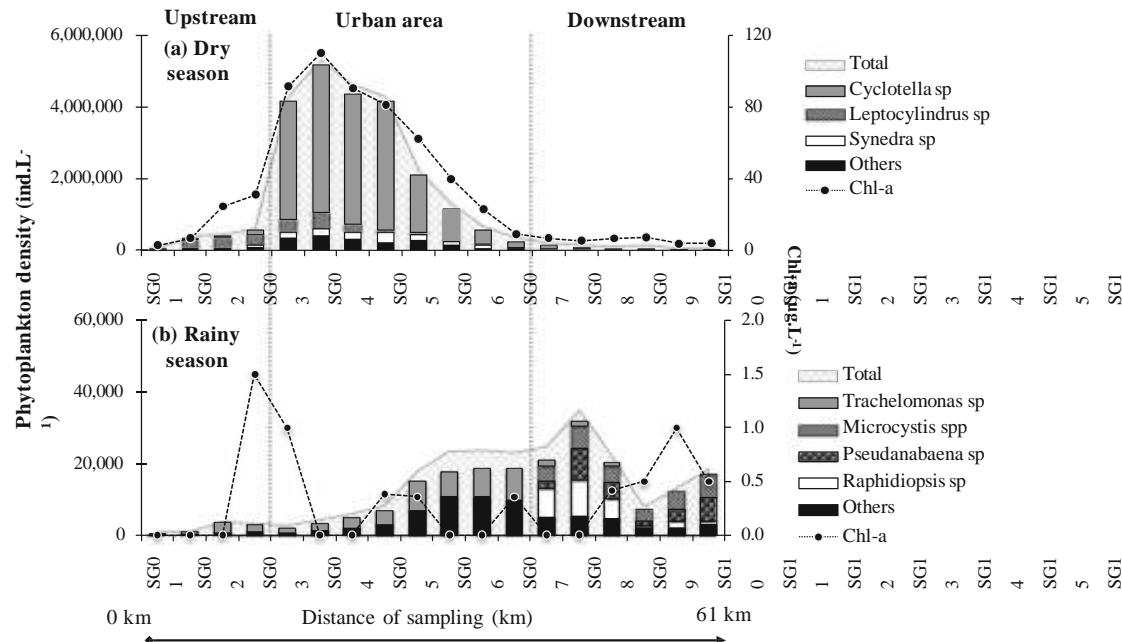 Upstream Urban area Downstream
Phytoplankton density (ind.L-
1)
6,000,000
4,000,000
2,000,000
0
(a) Dry
season
120
80
40
0
Total
Cyclotella sp
Leptocylindrus sp
Synedra sp
Others
Chl-a
SG0 SG0 SG0 SG0 SG0 SG0 SG0 SG0 SG0 SG1 SG1 SG1 SG1 SG1 SG1
1 2 3 4 5 6 7 8 9 0 1 2 3 4 5
60,000
40,000
20,000
0
(b) Rainy
season
2.0
1.5
1.0
0.5
0.0
Total
Trachelomonas sp
Microcystis spp
Pseudanabaena sp
Raphidiopsis sp
Others
Chl-a
SG0 SG0 SG0 SG0 SG0 SG0 SG0 SG0 SG0 SG1 SG1 SG1 SG1 SG1 SG1
1 2 3 4 5 6 7 8 9 0 1 2 3 4 5
0 km Distance of sampling (km) 61 km